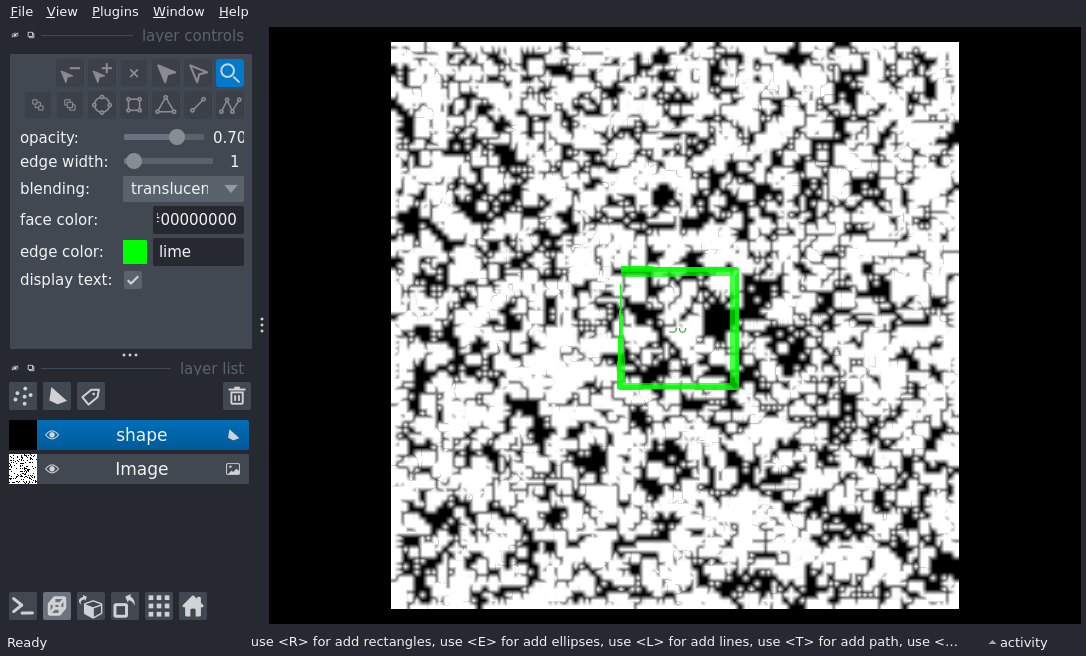 File View Plugins Window Help
layer controls
opacity: 0.70
edge width: 1
blending: translucen
face color: #00000000
edge color: lime
display text:
layer list
shape
Image
Ready
use <R> for add rectangles, use <E> for add ellipses, use <L> for add lines, use <T> for add path, use <...
activity